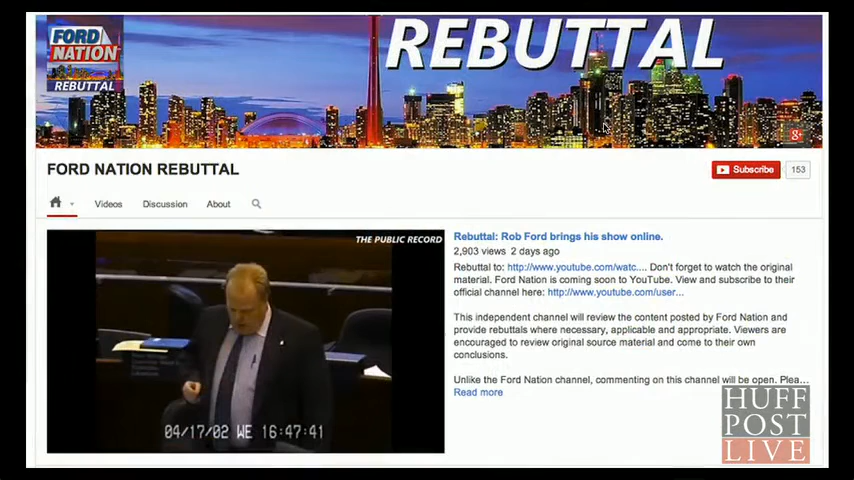 REBUTTAL
FORD
NATION
REBUTTAL
g+
FORD NATION REBUTTAL
Subscribe 153
Videos Discussion About
THE PUBLIC RECORD
04/17/02 WE 16:47:41
Rebuttal: Rob Ford brings his show online.
2,903 views 2 days ago
Rebuttal to: http://www.youtube.com/watc.... Don't forget to watch the original
material. Ford Nation is coming soon to YouTube. View and subscribe to their
official channel here: http://www.youtube.com/user...
This independent channel will review the content posted by Ford Nation and
provide rebuttals where necessary, applicable and appropriate. Viewers are
encouraged to review original source material and come to their own
conclusions.
Unlike the Ford Nation channel, commenting on this channel will be open. Plea...
Read more
HUFF
POST
LIVE